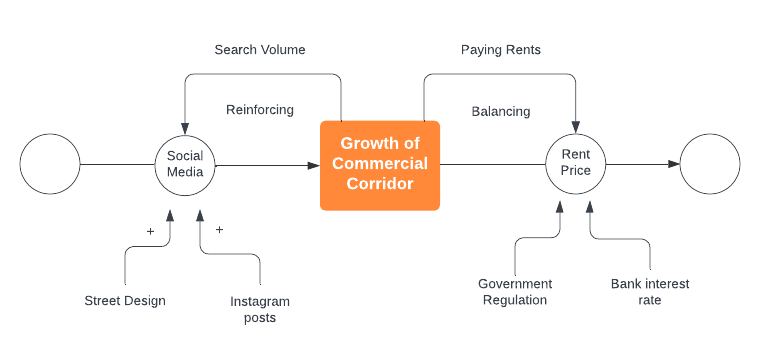 Search Volume
Paying Rents
Reinforcing
Balancing
Social
Media
Growth of
Commercial
Corridor
Rent
Price
+
+
Street Design
Instagram
posts
Government
Regulation
Bank interest
rate